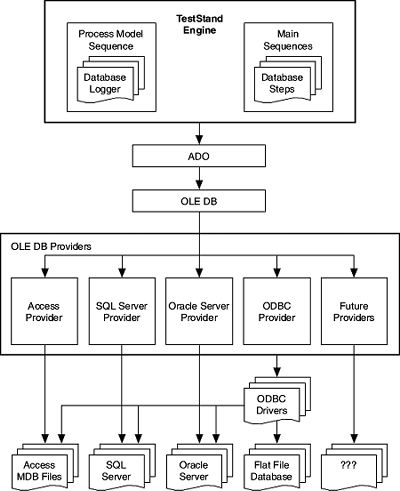 TestStand
Engine
Process Model
Sequence
Database
Logger
Main
Sequences
Database
Steps
ADO
OLE DB
OLE DB Providers
Access
Provider
SQL Server
Provider
Oracle Server
Provider
ODBC
Provider
Future
Providers
ODBC
Drivers
Access
MDB Files
SQL
Server
Oracle
Server
Flat File
Database
???